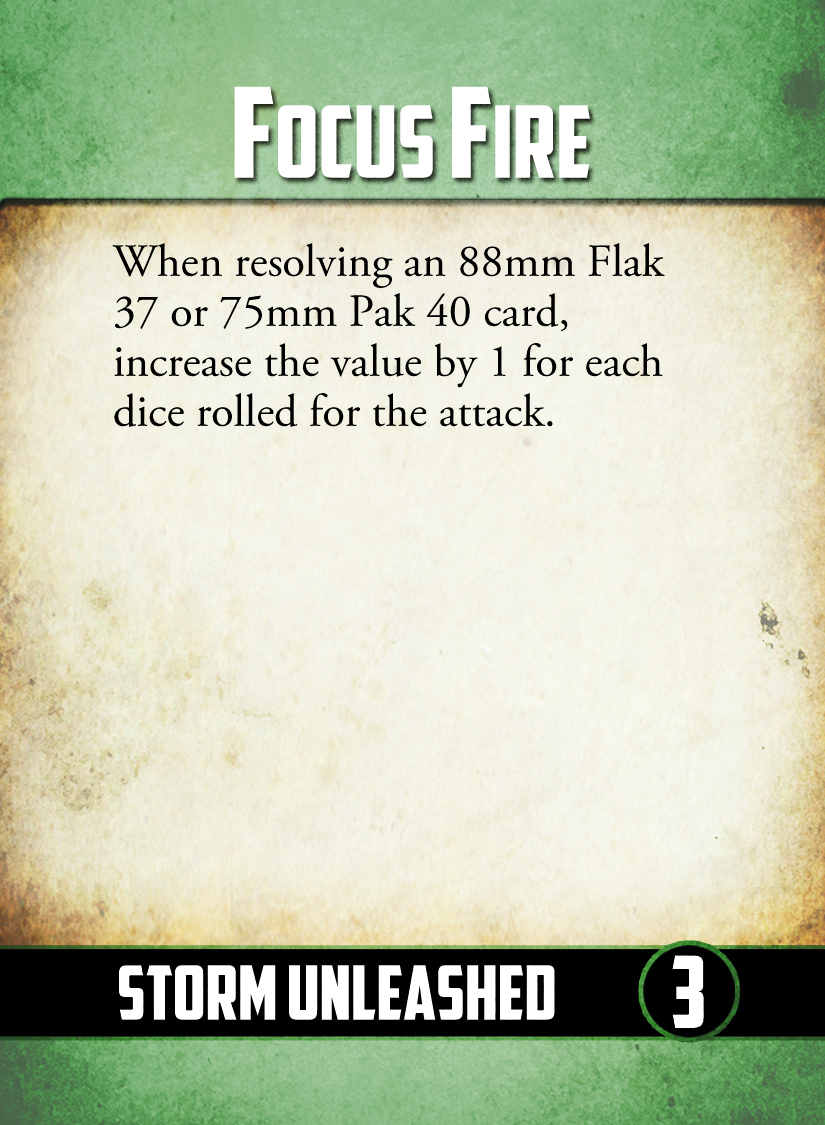 Focus Fire
When resolving an 88mm Flak
37 or 75mm Pak 40 card,
increase the value by 1 for each
dice rolled for the attack.
STORM UNLEASHED
3